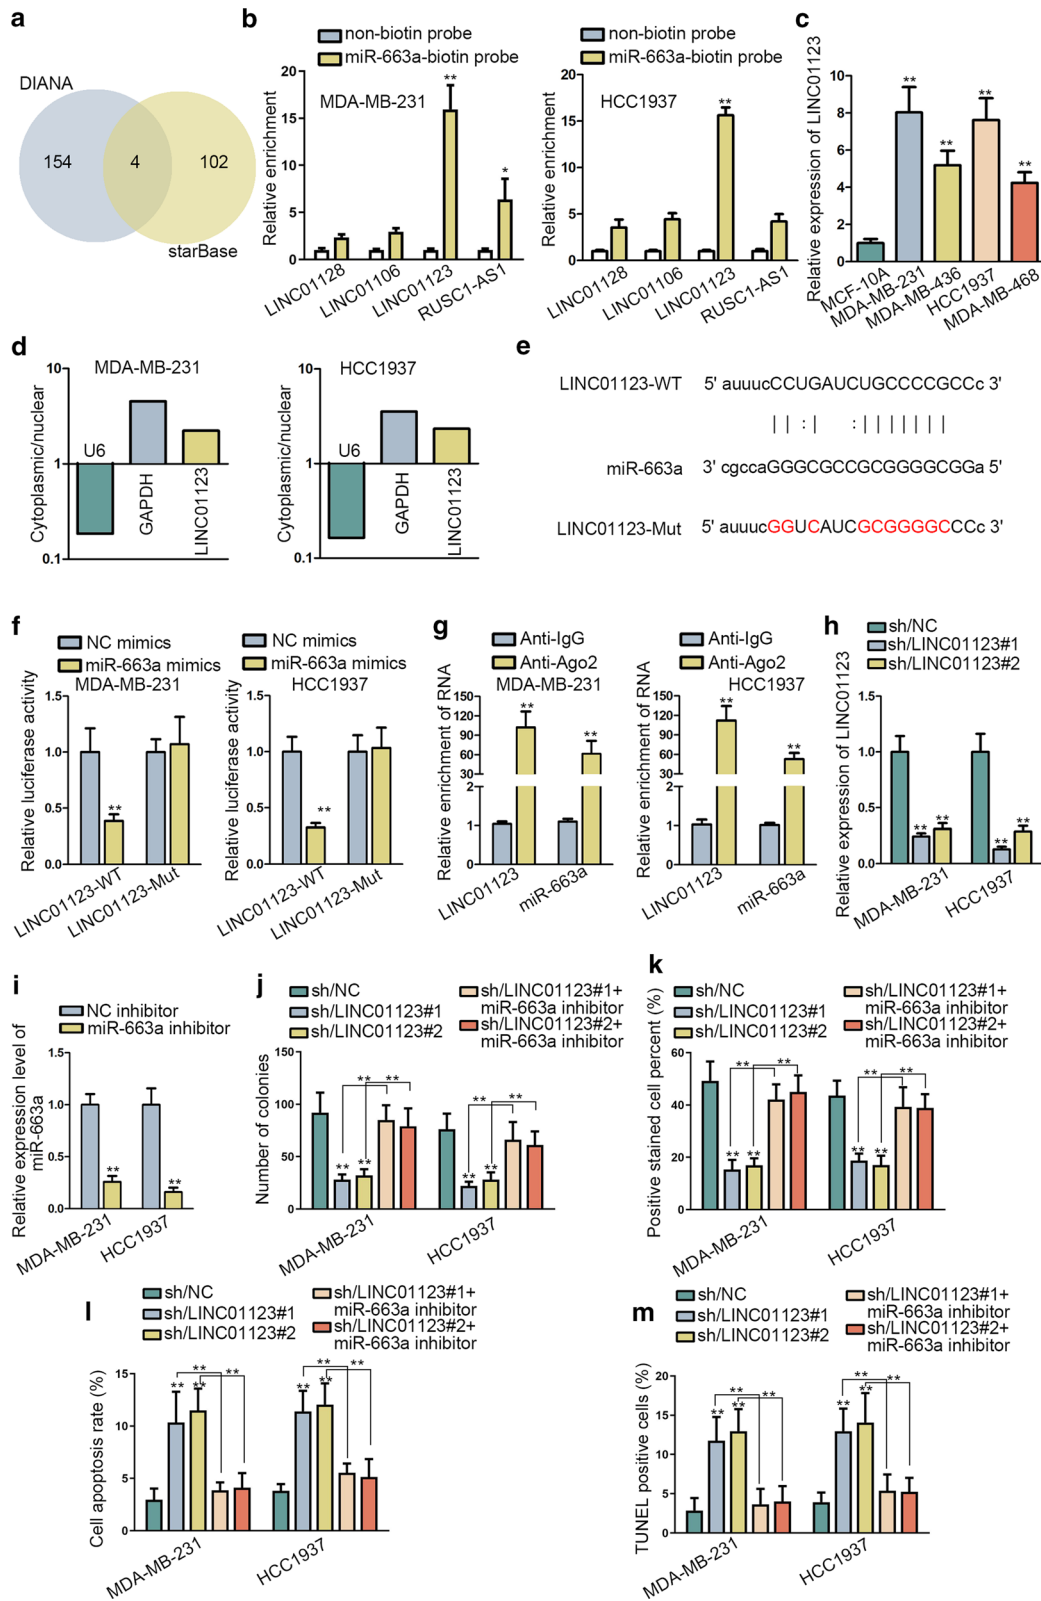 a
DIANA
154
4
102
starBase
b
non-biotin probe
miR-663a-biotin probe
MDA-MB-231
Relative enrichment
20
15
10
5
0
**
*
LINC01128
LINC01106
LINC01123
RUSC1-AS1
non-biotin probe
miR-663a-biotin probe
HCC1937
Relative enrichment
20
15
10
5
0
**
LINC01128
LINC01106
LINC01123
RUSC1-AS1
c
Relative expression of LINC01123
10
8
6
4
2
0
**
**
**
**
MCF-10A
MDA-MB-231
MDA-MB-436
HCC1937
MDA-MB-468
d
MDA-MB-231
Cytoplasmic/nuclear
10
1
0.1
U6
GAPDH
LINC01123
HCC1937
Cytoplasmic/nuclear
10
1
0.1
U6
GAPDH
LINC01123
e
LINC01123-WT 5' auuucCCUGAUCUGCCCCGCCc 3'
| | : | : | | | | | | |
miR-663a 3' cgccaGGGCGCCGCGGGGCGGa 5'
LINC01123-Mut 5' auuucGGUCAUCGCGGGGCCCc 3'
f
NC mimics
miR-663a mimics
MDA-MB-231
Relative luciferase activity
1.5
1.0
0.5
0.0
**
LINC01123-WT
LINC01123-Mut
NC mimics
miR-663a mimics
HCC1937
Relative luciferase activity
1.5
1.0
0.5
0.0
**
LINC01123-WT
LINC01123-Mut
g
Anti-IgG
Anti-Ago2
MDA-MB-231
Relative enrichment of RNA
150
120
90
60
30
2
1
0
**
**
LINC01123
miR-663a
Anti-IgG
Anti-Ago2
HCC1937
Relative enrichment of RNA
150
120
90
60
30
2
1
0
**
**
LINC01123
miR-663a
h
sh/NC
sh/LINC01123#1
sh/LINC01123#2
Relative expression of LINC01123
1.5
1.0
0.5
0.0
** **
** **
MDA-MB-231
HCC1937
i
NC inhibitor
miR-663a inhibitor
Relative expression level of
miR-663a
1.5
1.0
0.5
0.0
**
**
MDA-MB-231
HCC1937
j
sh/NC
sh/LINC01123#1
sh/LINC01123#2
sh/LINC01123#1+
miR-663a inhibitor
sh/LINC01123#2+
miR-663a inhibitor
Number of colonies
150
100
50
0
** **
** **
** **
** **
MDA-MB-231
HCC1937
k
sh/NC
sh/LINC01123#1
sh/LINC01123#2
sh/LINC01123#1+
miR-663a inhibitor
sh/LINC01123#2+
miR-663a inhibitor
Positive stained cell percent (%)
60
40
20
0
** **
** **
** **
** **
MDA-MB-231
HCC1937
l
sh/NC
sh/LINC01123#1
sh/LINC01123#2
sh/LINC01123#1+
miR-663a inhibitor
sh/LINC01123#2+
miR-663a inhibitor
Cell apoptosis rate (%)
15
10
5
0
** **
** **
** **
** **
MDA-MB-231
HCC1937
m
sh/NC
sh/LINC01123#1
sh/LINC01123#2
sh/LINC01123#1+
miR-663a inhibitor
sh/LINC01123#2+
miR-663a inhibitor
TUNEL positive cells (%)
20
15
10
5
0
** **
** **
** **
** **
MDA-MB-231
HCC1937